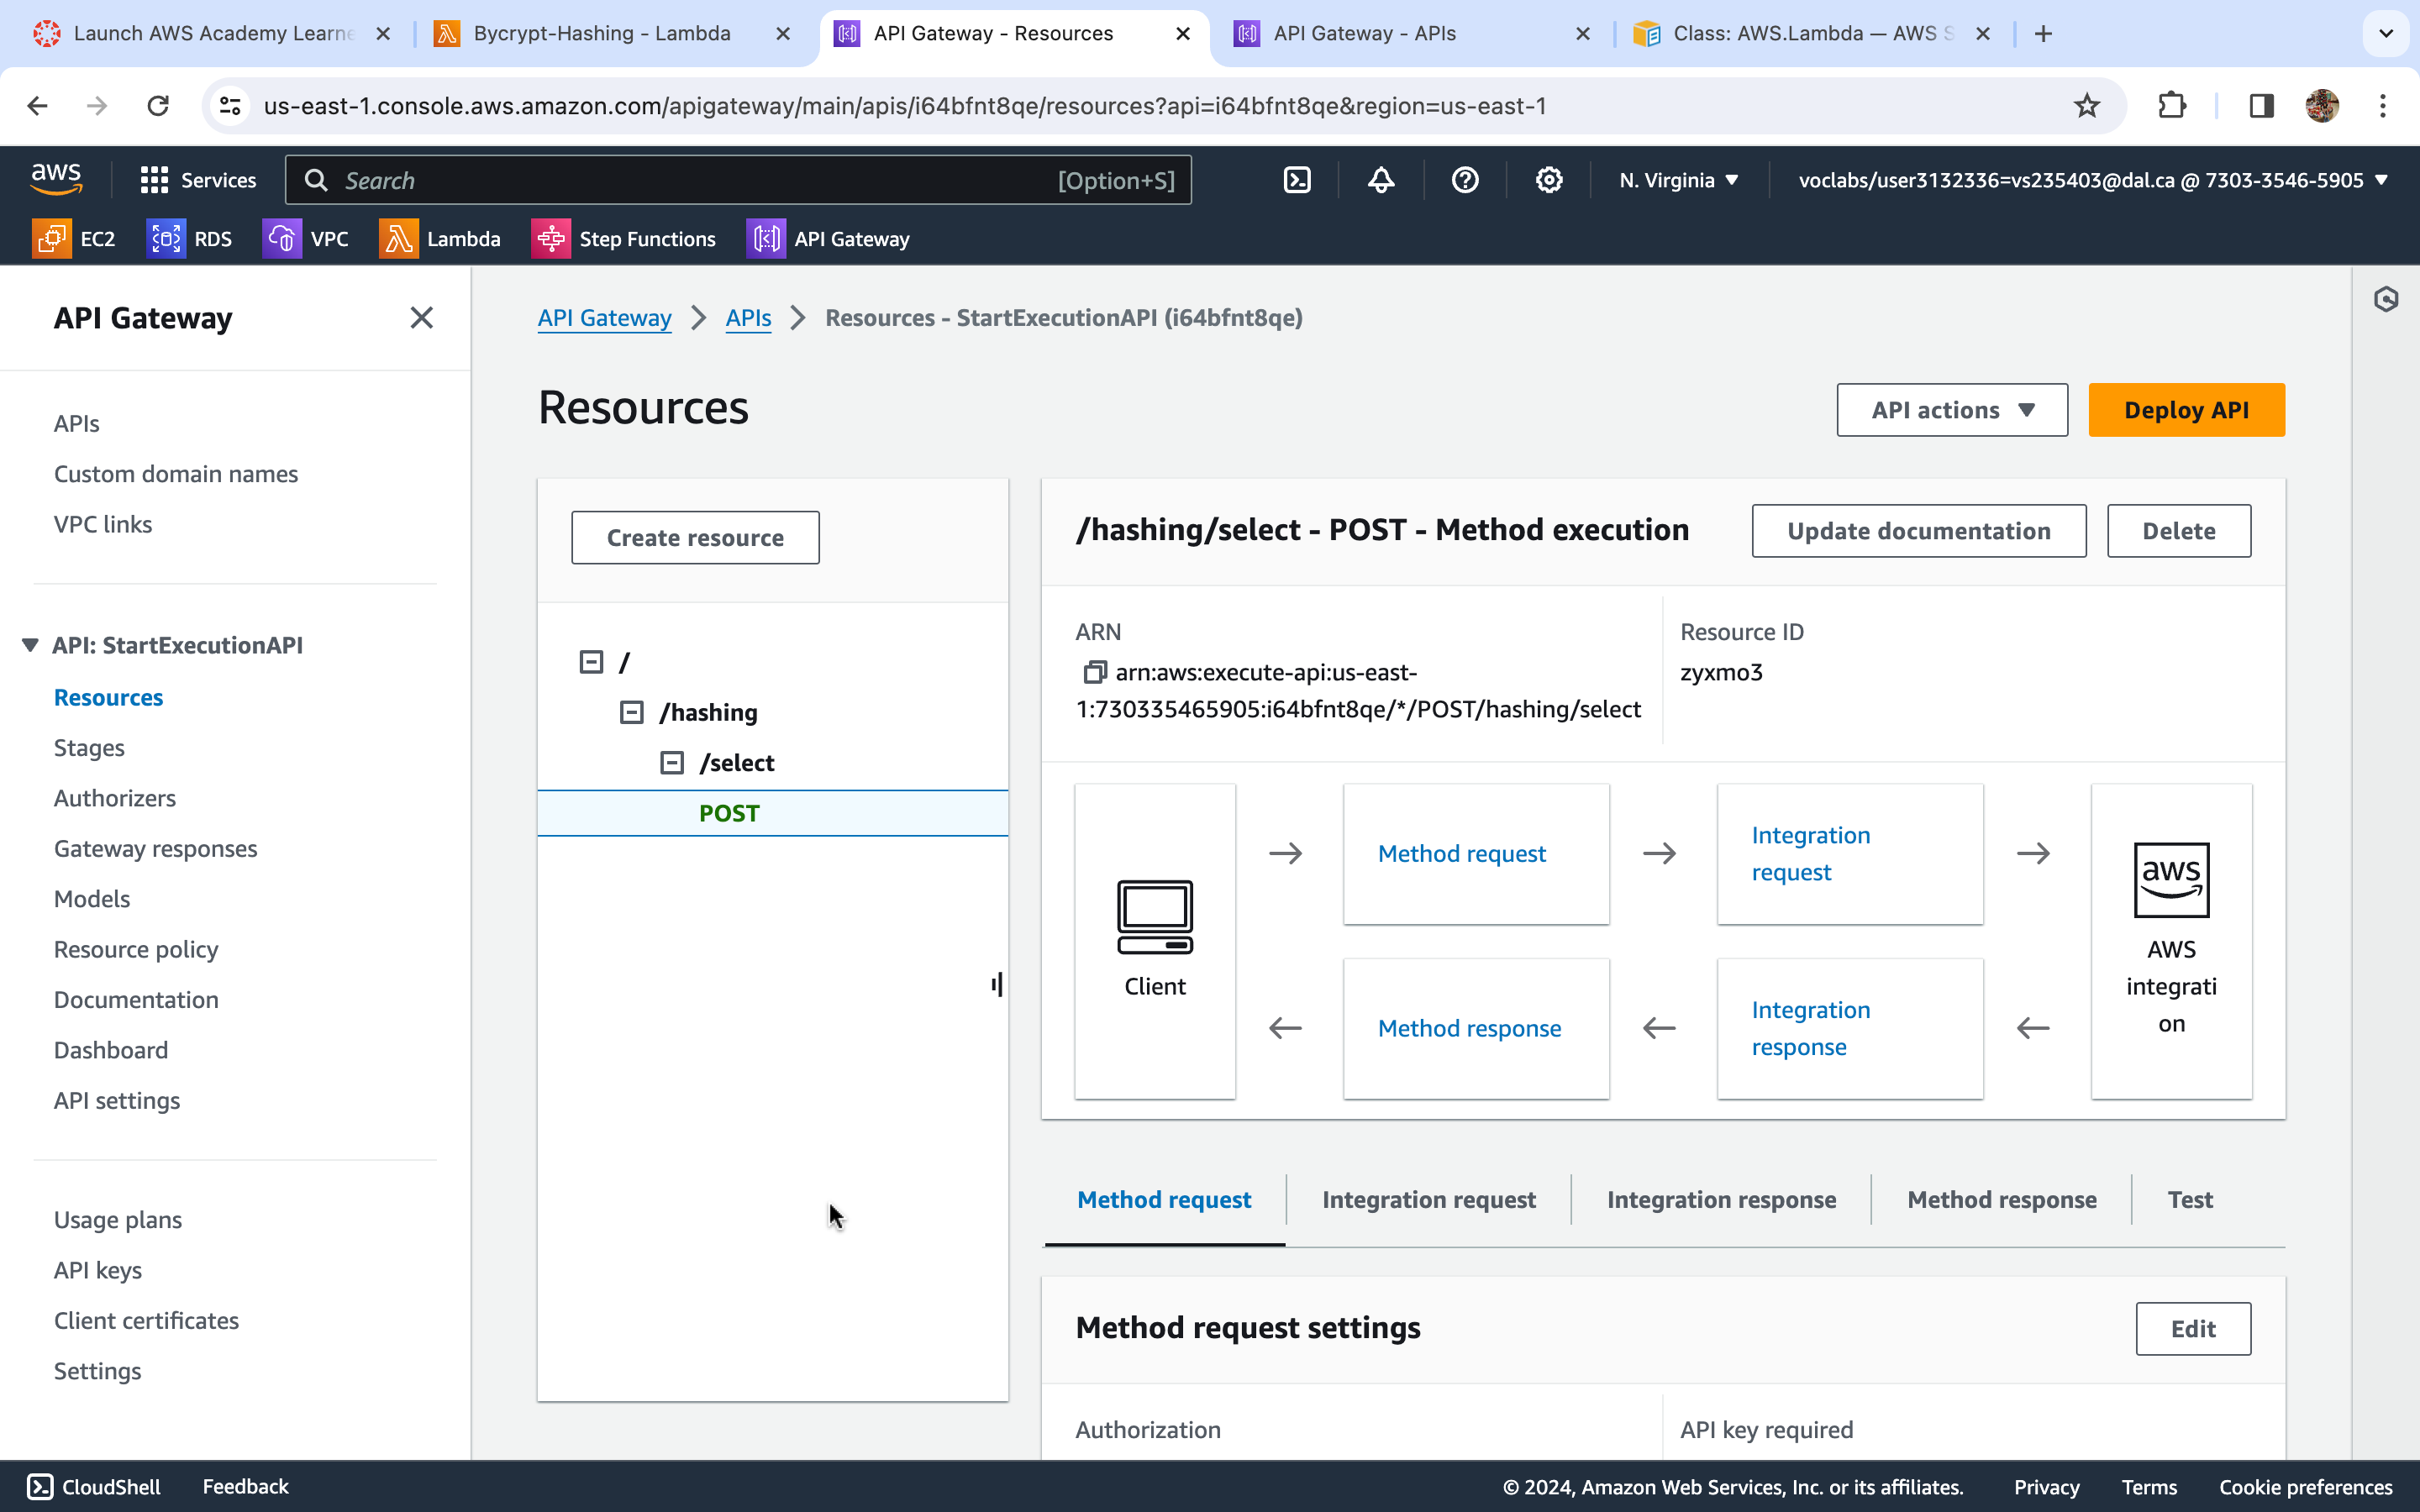 Launch AWS Academy Learne
Bycrypt-Hashing - Lambda
API Gateway - Resources
API Gateway - APIs
Class: AWS.Lambda — AWS S
us-east-1.console.aws.amazon.com/apigateway/main/apis/i64bfnt8qe/resources?api=i64bfnt8qe&region=us-east-1
aws
Services
Search
[Option+S]
N. Virginia
voclabs/user3132336=vs235403@dal.ca @ 7303-3546-5905
EC2
RDS
VPC
Lambda
Step Functions
API Gateway
API Gateway
APIs
Custom domain names
VPC links
API: StartExecutionAPI
Resources
Stages
Authorizers
Gateway responses
Models
Resource policy
Documentation
Dashboard
API settings
Usage plans
API keys
Client certificates
Settings
API Gateway
APIs
Resources - StartExecutionAPI (i64bfnt8qe)
Resources
API actions
Deploy API
Create resource
/
/hashing
/select
POST
/hashing/select - POST - Method execution
Update documentation
Delete
ARN
arn:aws:execute-api:us-east-
1:730335465905:i64bfnt8qe/*/POST/hashing/select
Resource ID
zyxmo3
Client
Method request
Integration
request
Method response
Integration
response
aws
AWS
integrati
on
Method request
Integration request
Integration response
Method response
Test
Method request settings
Edit
Authorization
API key required
CloudShell
Feedback
© 2024, Amazon Web Services, Inc. or its affiliates.
Privacy
Terms
Cookie preferences